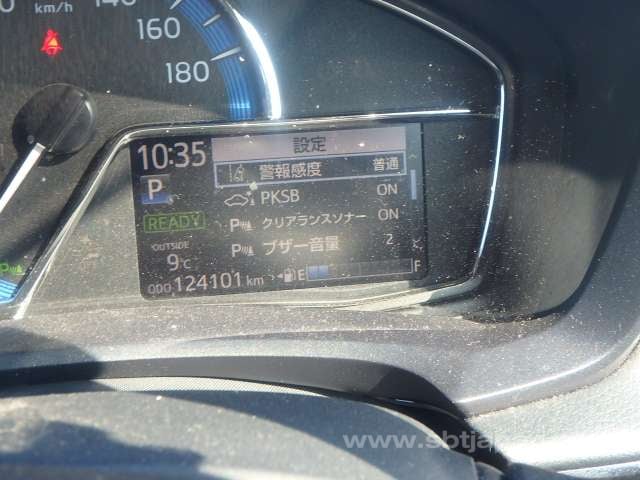 km/h
140
160
180
設定
10:35
警報感度 普通
P
PKSB ON
READY
クリアランスソナー ON
OUTSIDE
ブザー音量 2
9℃
ODO 124101 km
E F
www.sbtja